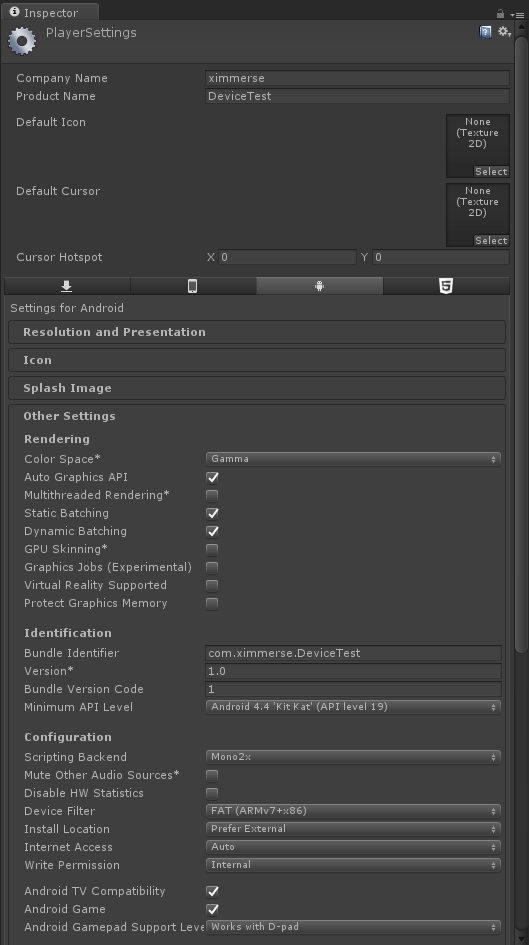 Inspector
PlayerSettings
Company Name ximmerse
Product Name DeviceTest
Default Icon
None
(Texture
2D)
Select
Default Cursor
None
(Texture
2D)
Select
Cursor Hotspot X 0 Y 0
Settings for Android
Resolution and Presentation
Icon
Splash Image
Other Settings
Rendering
Color Space* Gamma
Auto Graphics API
Multithreaded Rendering*
Static Batching
Dynamic Batching
GPU Skinning*
Graphics Jobs (Experimental)
Virtual Reality Supported
Protect Graphics Memory
Identification
Bundle Identifier com.ximmerse.DeviceTest
Version* 1.0
Bundle Version Code 1
Minimum API Level Android 4.4 'Kit Kat' (API level 19)
Configuration
Scripting Backend Mono2x
Mute Other Audio Sources*
Disable HW Statistics
Device Filter FAT (ARMv7+x86)
Install Location Prefer External
Internet Access Auto
Write Permission Internal
Android TV Compatibility
Android Game
Android Gamepad Support Leve Works with D-pad